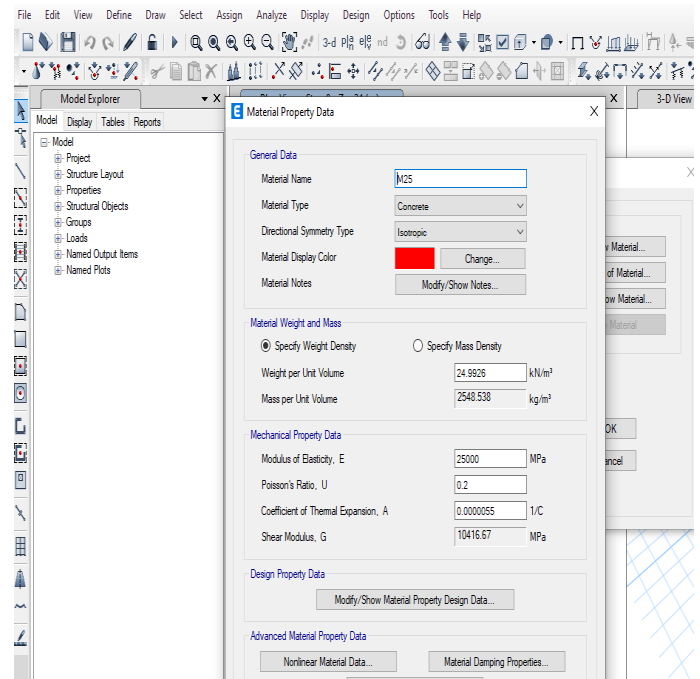 File Edit View Define Draw Select Assign Analyze Display Design Options Tools Help
3-d
nd
Model Explorer
X
X
3-D View
Model Display Tables Reports
Model
Project
Structure Layout
Properties
Structural Objects
Groups
Loads
Named Output Items
Named Plots
E Material Property Data X
General Data
Material Name M25
Material Type Concrete
Directional Symmetry Type Isotropic
Material Display Color Change...
Material Notes Modify/Show Notes...
Material Weight and Mass
Specify Weight Density Specify Mass Density
Weight per Unit Volume 24.9926 kN/m³
Mass per Unit Volume 2548.538 kg/m³
Mechanical Property Data
Modulus of Elasticity, E 25000 MPa
Poisson's Ratio, U 0.2
Coefficient of Thermal Expansion, A 0.0000055 1/C
Shear Modulus, G 10416.67 MPa
Design Property Data
Modify/Show Material Property Design Data...
Advanced Material Property Data
Nonlinear Material Data... Material Damping Properties...
X
w Material...
of Material...
ow Material...
Material
OK
ancel